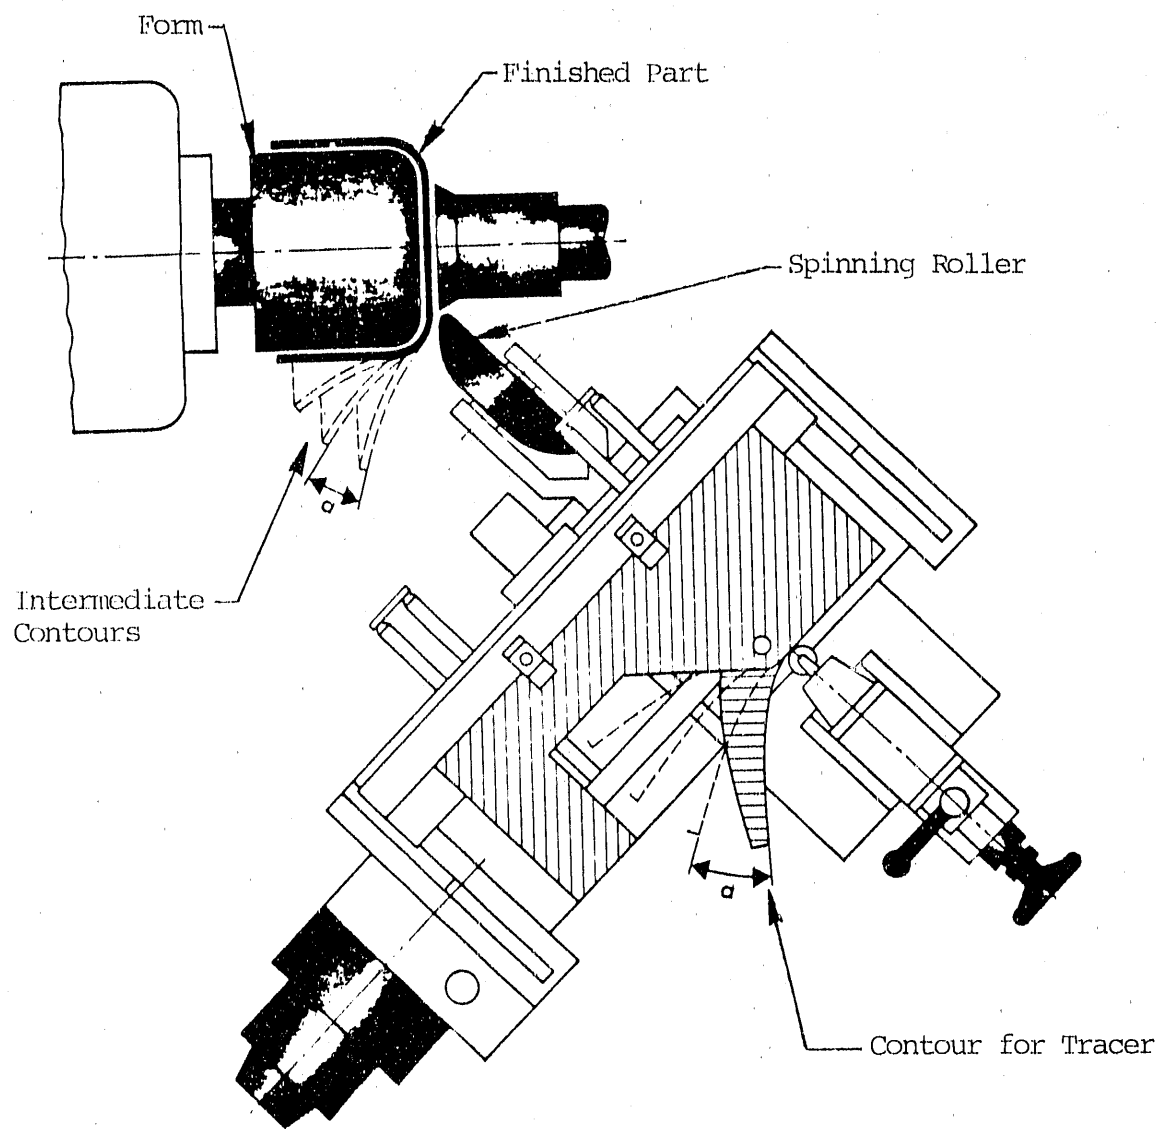 Form
Finished Part
Spinning Roller
α
Intermediate
Contours
α
Contour for Tracer